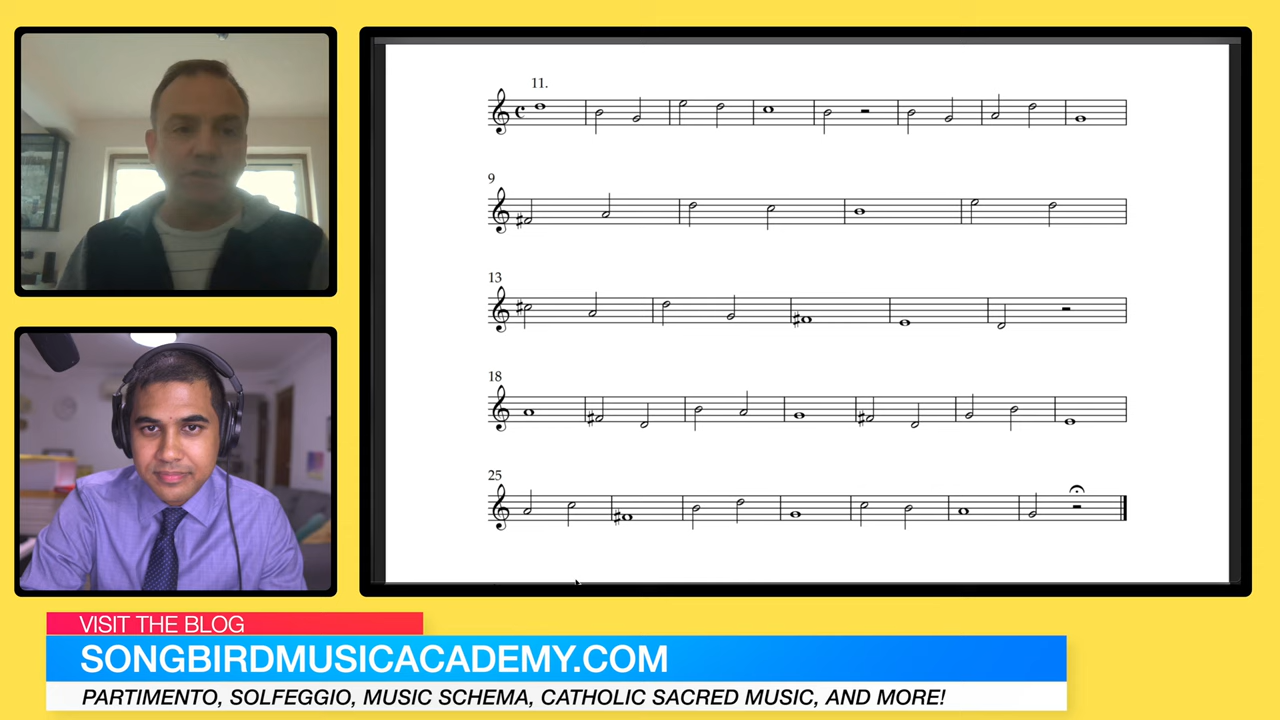 11.
9
13
18
25
VISIT THE BLOG
SONGBIRDMUSICACADEMY.COM
PARTIMENTO, SOLFEGGIO, MUSIC SCHEMA, CATHOLIC SACRED MUSIC, AND MORE!